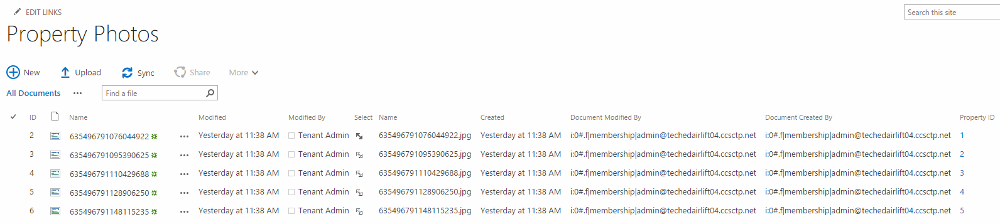 EDIT LINKS
Search this site
Property Photos
New Upload Sync Share More
All Documents ••• Find a file
ID Name Modified Modified By Select Name Created Document Modified By Document Created By Property ID
2 635496791076044922 ••• Yesterday at 11:38 AM Tenant Admin 635496791076044922.jpg Yesterday at 11:38 AM i:0#.f|membership|admin@techedairlift04.ccsctp.net i:0#.f|membership|admin@techedairlift04.ccsctp.net 1
3 635496791095390625 ••• Yesterday at 11:38 AM Tenant Admin 635496791095390625.jpg Yesterday at 11:38 AM i:0#.f|membership|admin@techedairlift04.ccsctp.net i:0#.f|membership|admin@techedairlift04.ccsctp.net 2
4 635496791110429688 ••• Yesterday at 11:38 AM Tenant Admin 635496791110429688.jpg Yesterday at 11:38 AM i:0#.f|membership|admin@techedairlift04.ccsctp.net i:0#.f|membership|admin@techedairlift04.ccsctp.net 3
5 635496791128906250 ••• Yesterday at 11:38 AM Tenant Admin 635496791128906250.jpg Yesterday at 11:38 AM i:0#.f|membership|admin@techedairlift04.ccsctp.net i:0#.f|membership|admin@techedairlift04.ccsctp.net 4
6 635496791148115235 ••• Yesterday at 11:38 AM Tenant Admin 635496791148115235.jpg Yesterday at 11:38 AM i:0#.f|membership|admin@techedairlift04.ccsctp.net i:0#.f|membership|admin@techedairlift04.ccsctp.net 5